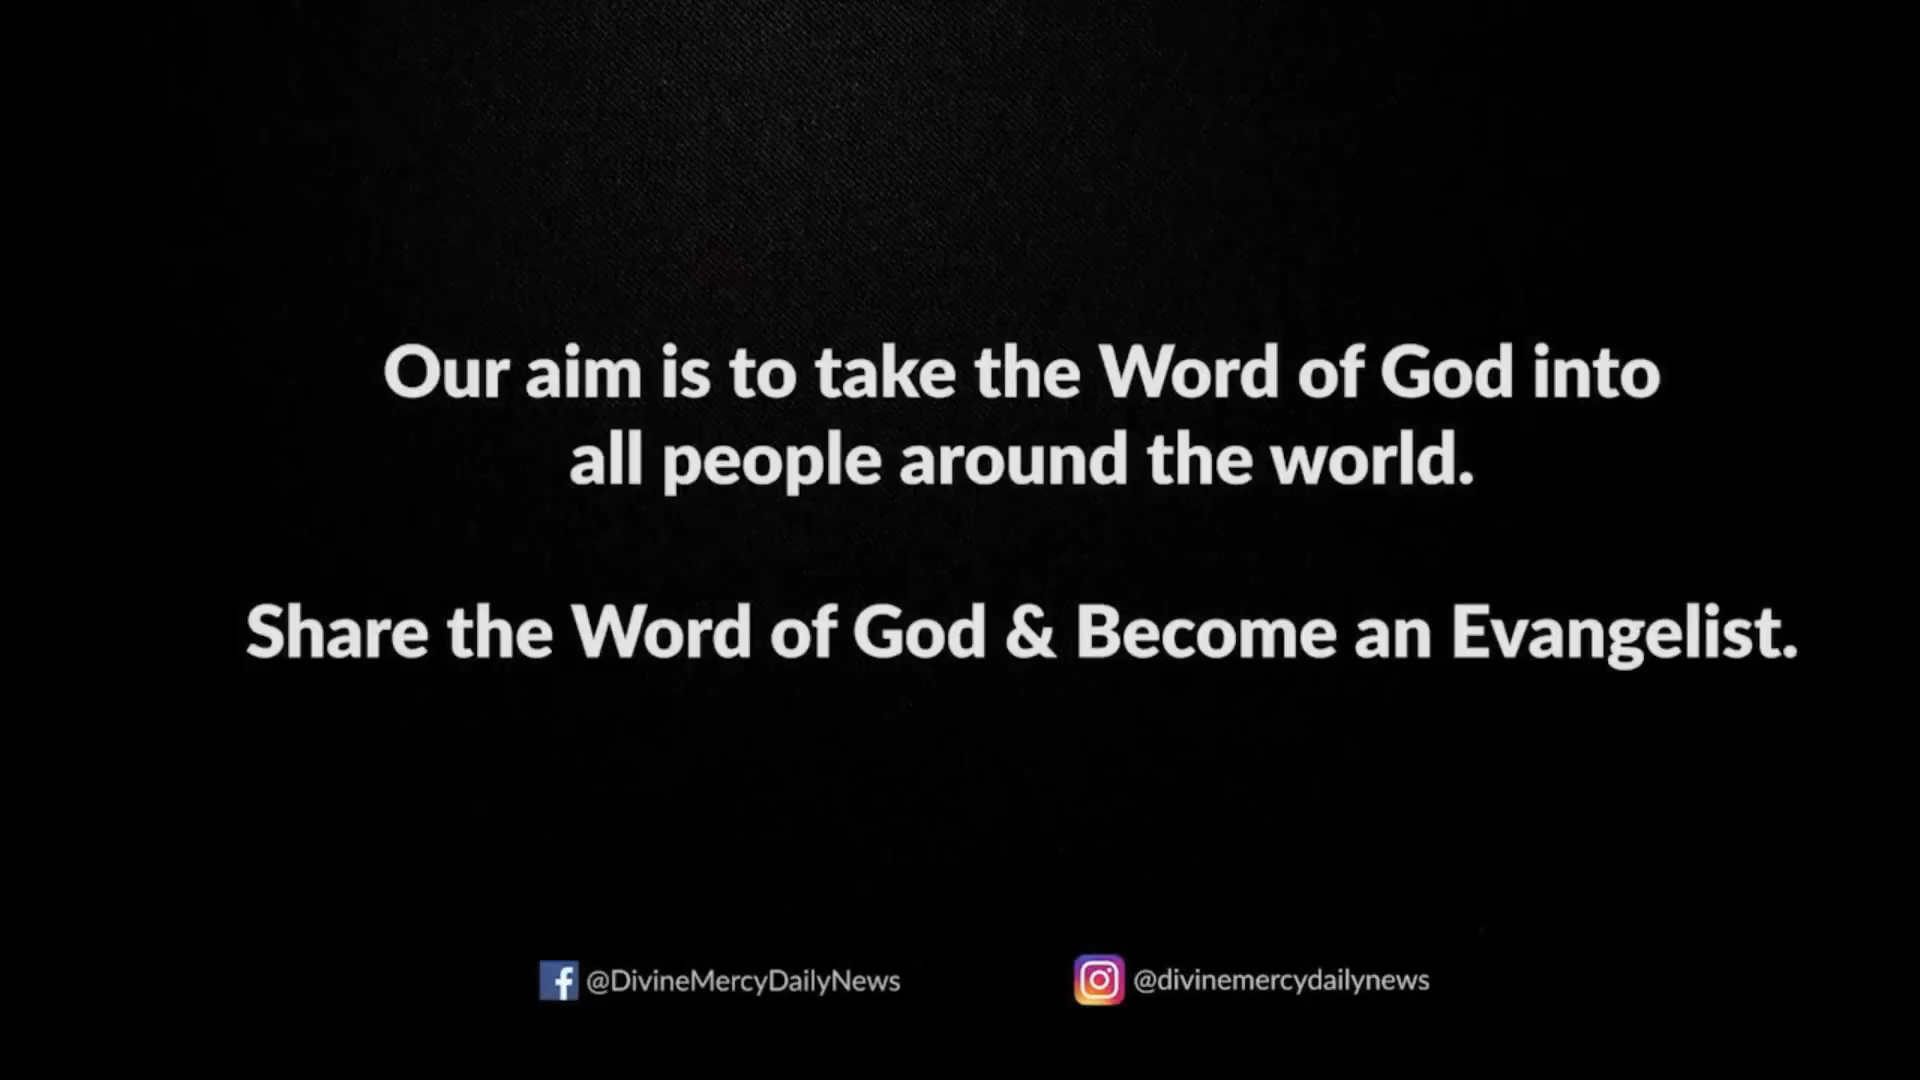 Our aim is to take the Word of God into
all people around the world.
Share the Word of God & Become an Evangelist.
@DivineMercyDailyNews
@divinemercydailynews